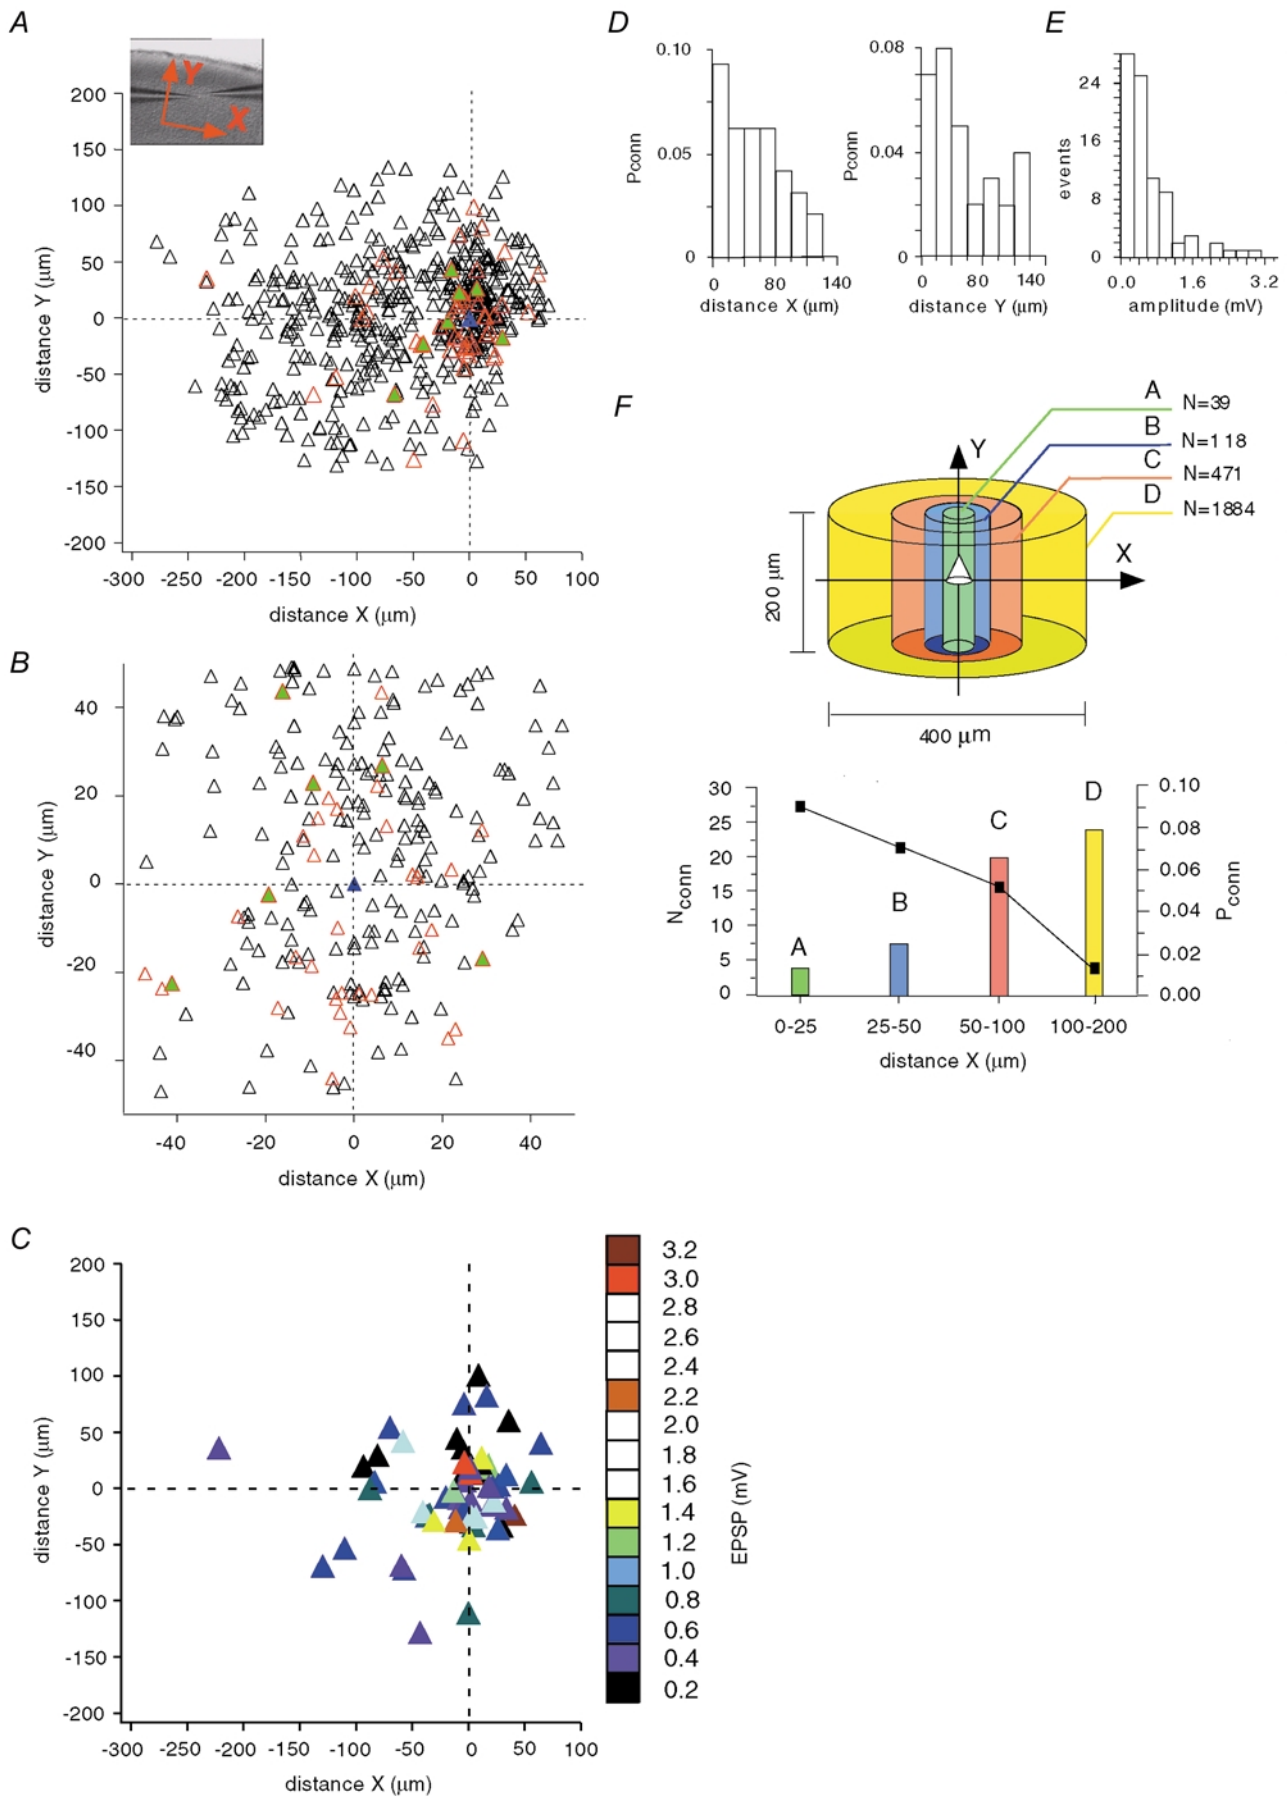 A
Y
X
200
150
100
50
0
-50
-100
-150
-200
distance Y (μm)
-300 -250 -200 -150 -100 -50 0 50 100
distance X (μm)
B
40
20
0
-20
-40
distance Y (μm)
-40 -20 0 20 40
distance X (μm)
C
200
150
100
50
0
-50
-100
-150
-200
distance Y (μm)
-300 -250 -200 -150 -100 -50 0 50 100
distance X (μm)
3.2
3.0
2.8
2.6
2.4
2.2
2.0
1.8
1.6
1.4
1.2
1.0
0.8
0.6
0.4
0.2
EPSP (mV)
D
0.10
0.05
0
Pconn
0 80 140
distance X (μm)
0.08
0.04
0
Pconn
0 80 140
distance Y (μm)
E
24
16
8
0
events
0.0 1.6 3.2
amplitude (mV)
F
A N=39
B N=118
C N=471
D N=1884
Y
X
200 μm
400 μm
30
25
20
15
10
5
0
Nconn
A
B
C
D
0.10
0.08
0.06
0.04
0.02
0.00
Pconn
0-25 25-50 50-100 100-200
distance X (μm)